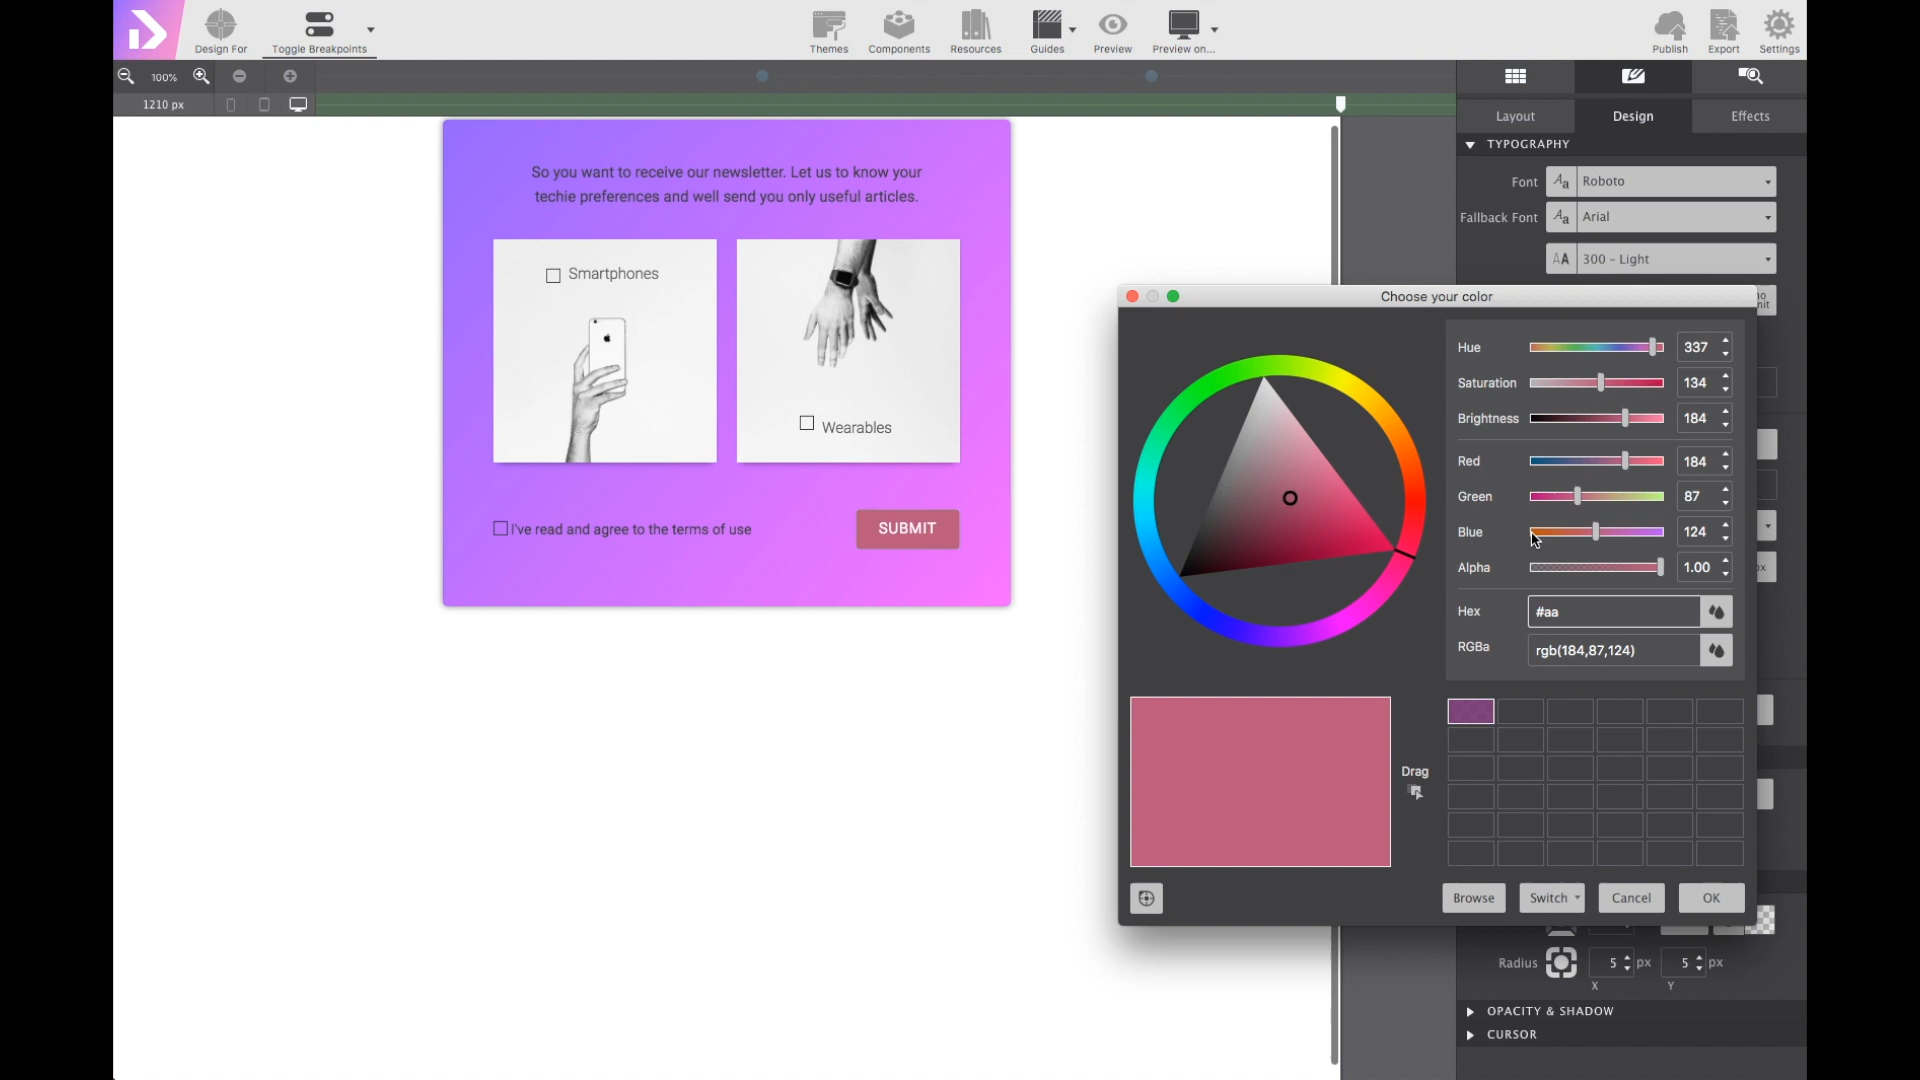 Design For
Toggle Breakpoints
Themes
Components
Resources
Guides
Preview
Preview on...
Publish
Export
Settings
100%
1210 px
Layout
Design
Effects
TYPOGRAPHY
Font
Roboto
Fallback Font
Arial
300 - Light
So you want to receive our newsletter. Let us to know your
techie preferences and well send you only useful articles.
Smartphones
Wearables
I've read and agree to the terms of use
SUBMIT
Choose your color
Hue
337
Saturation
134
Brightness
184
Red
184
Green
87
Blue
124
Alpha
1.00
Hex
#aa
RGBa
rgb(184,87,124)
Drag
Browse
Switch
Cancel
OK
Radius
5 px
5 px
X
Y
OPACITY & SHADOW
CURSOR